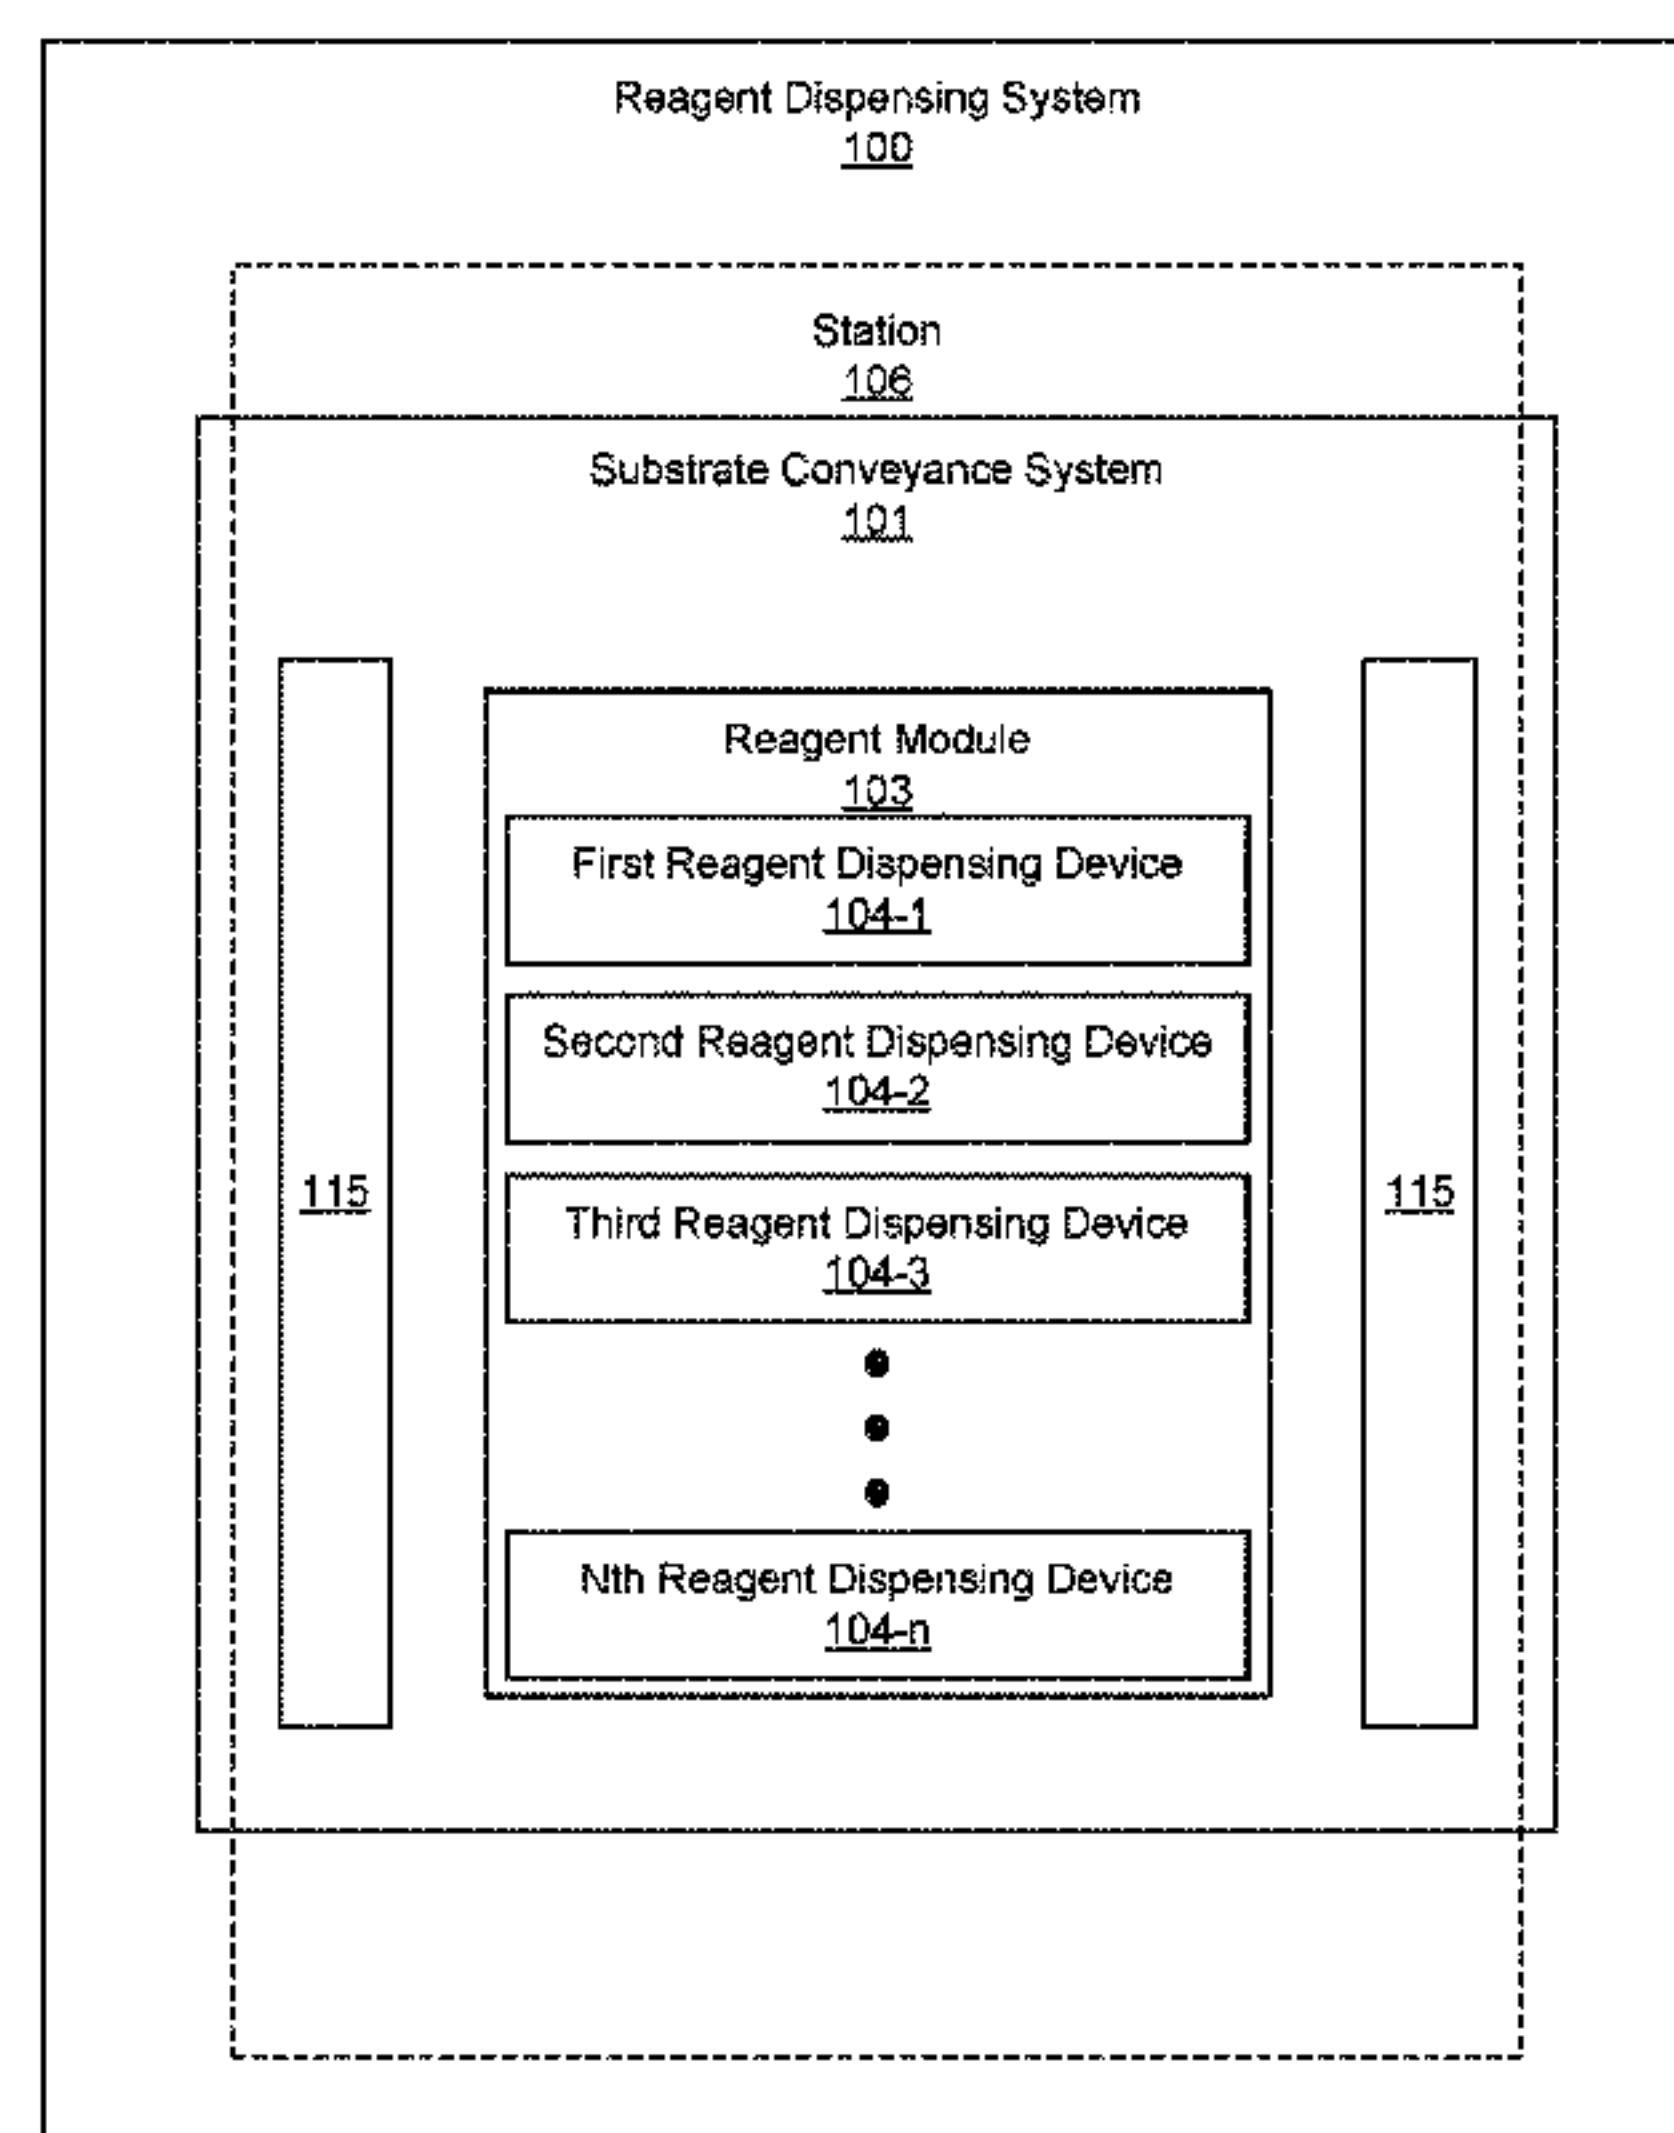 Reagent Dispensing System
100
Station
106
Substrate Conveyance System
101
Reagent Module
103
First Reagent Dispensing Device
104-1
Second Reagent Dispensing Device
104-2
115
115
Third Reagent Dispensing Device
104-3
Nth Reagent Dispensing Device
104-n